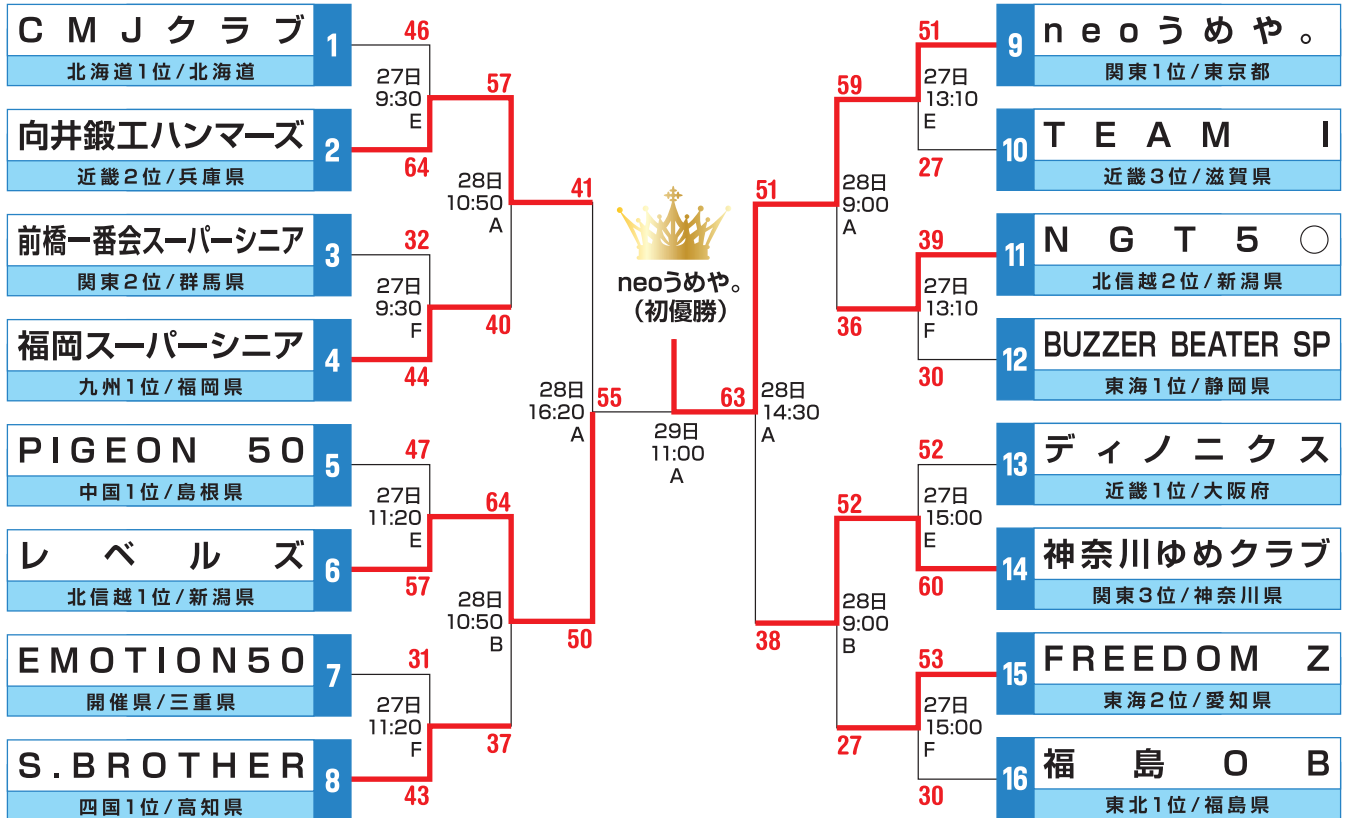 CMJクラブ
1
北海道1位/北海道
向井鍛工ハンマーズ
2
近畿2位/兵庫県
前橋一番会スーパーシニア
3
関東2位/群馬県
福岡スーパーシニア
4
九州1位/福岡県
PIGEON 50
5
中国1位/島根県
レベルズ
6
北信越1位/新潟県
EMOTION50
7
開催県/三重県
S.BROTHER
8
四国1位/高知県
46
27日
9:30
E
64
32
27日
9:30
F
44
47
27日
11:20
E
57
31
27日
11:20
F
43
57
28日
10:50
A
40
64
28日
10:50
B
37
41
28日
16:20
A
50
55
neoうめや。
(初優勝)
29日
11:00
A
63
51
28日
14:30
A
38
59
28日
9:00
A
36
52
28日
9:00
B
27
51
27日
13:10
E
27
39
27日
13:10
F
30
52
27日
15:00
E
60
53
27日
15:00
F
30
9
neoうめや。
関東1位/東京都
10
TEAM I
近畿3位/滋賀県
11
NGT5○
北信越2位/新潟県
12
BUZZER BEATER SP
東海1位/静岡県
13
ディノニクス
近畿1位/大阪府
14
神奈川ゆめクラブ
関東3位/神奈川県
15
FREEDOM Z
東海2位/愛知県
16
福島OB
東北1位/福島県